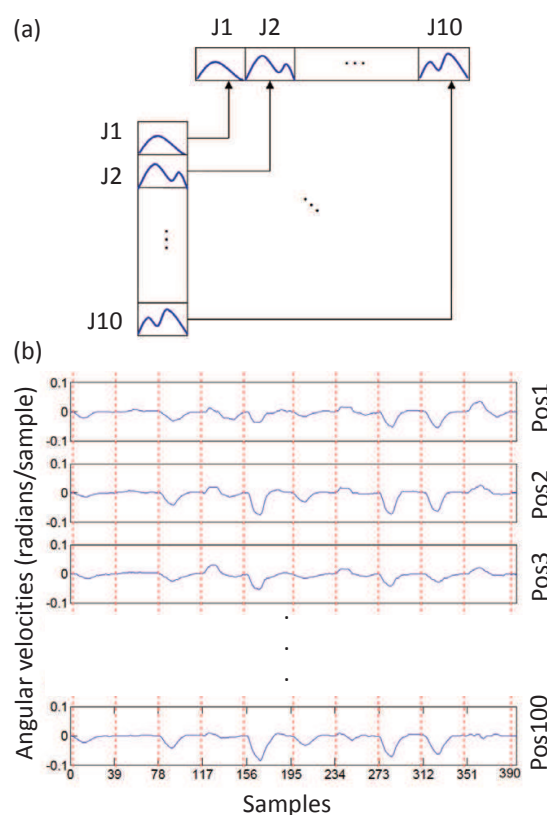 (a)
J1 J2 J10
...
J1
J2
J10
(b)
Angular velocities (radians/sample)
0.1
0
-0.1
Pos1
0.1
0
-0.1
Pos2
0.1
0
-0.1
Pos3
0.1
0
-0.1
Pos100
0 39 78 117 156 195 234 273 312 351 390
Samples